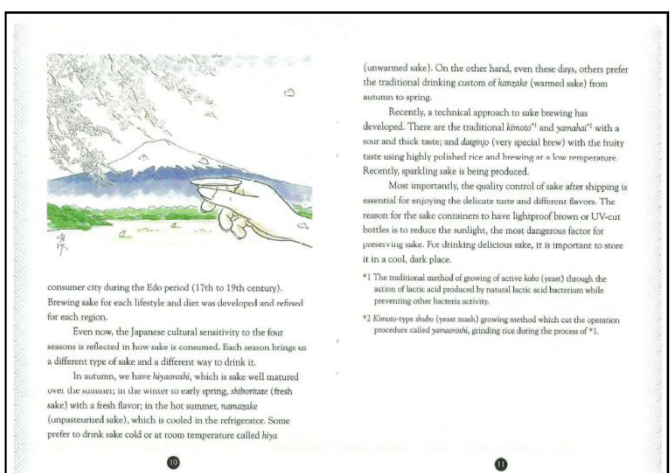 consumer city during the Edo period (17th to 19th century).
Brewing sake for each lifestyle and diet was developed and refined
for each region.
Even now, the Japanese cultural sensitivity to the four
seasons is reflected in how sake is consumed. Each season brings us
a different type of sake and a different way to drink it.
In autumn, we have hiyaoroshi, which is sake well matured
over the summer; in the winter to early spring, shiboritate (fresh
sake) with a fresh flavor; in the hot summer, namazake
(unpasteurized sake), which is cooled in the refrigerator. Some
prefer to drink sake cold or at room temperature called hiya
10
(unwarmed sake). On the other hand, even these days, others prefer
the traditional drinking custom of kanzake (warmed sake) from
autumn to spring.
Recently, a technical approach to sake brewing has
developed. There are the traditional kimoto*1 and yamahai*2 with a
sour and thick taste; and daiginjo (very special brew) with the fruity
taste using highly polished rice and brewing at a low temperature.
Recently, sparkling sake is being produced.
Most importantly, the quality control of sake after shipping is
essential for enjoying the delicate taste and different flavors. The
reason for the sake containers to have lightproof brown or UV-cut
bottles is to reduce the sunlight, the most dangerous factor for
preserving sake. For drinking delicious sake, it is important to store
it in a cool, dark place.
*1 The traditional method of growing of active kobo (yeast) through the
action of lactic acid produced by natural lactic acid bacterium while
preventing other bacteria activity.
*2 Kimoto-type shubo (yeast mash) growing method which cut the operation
procedure called yamaoroshi, grinding rice during the process of *1.
11